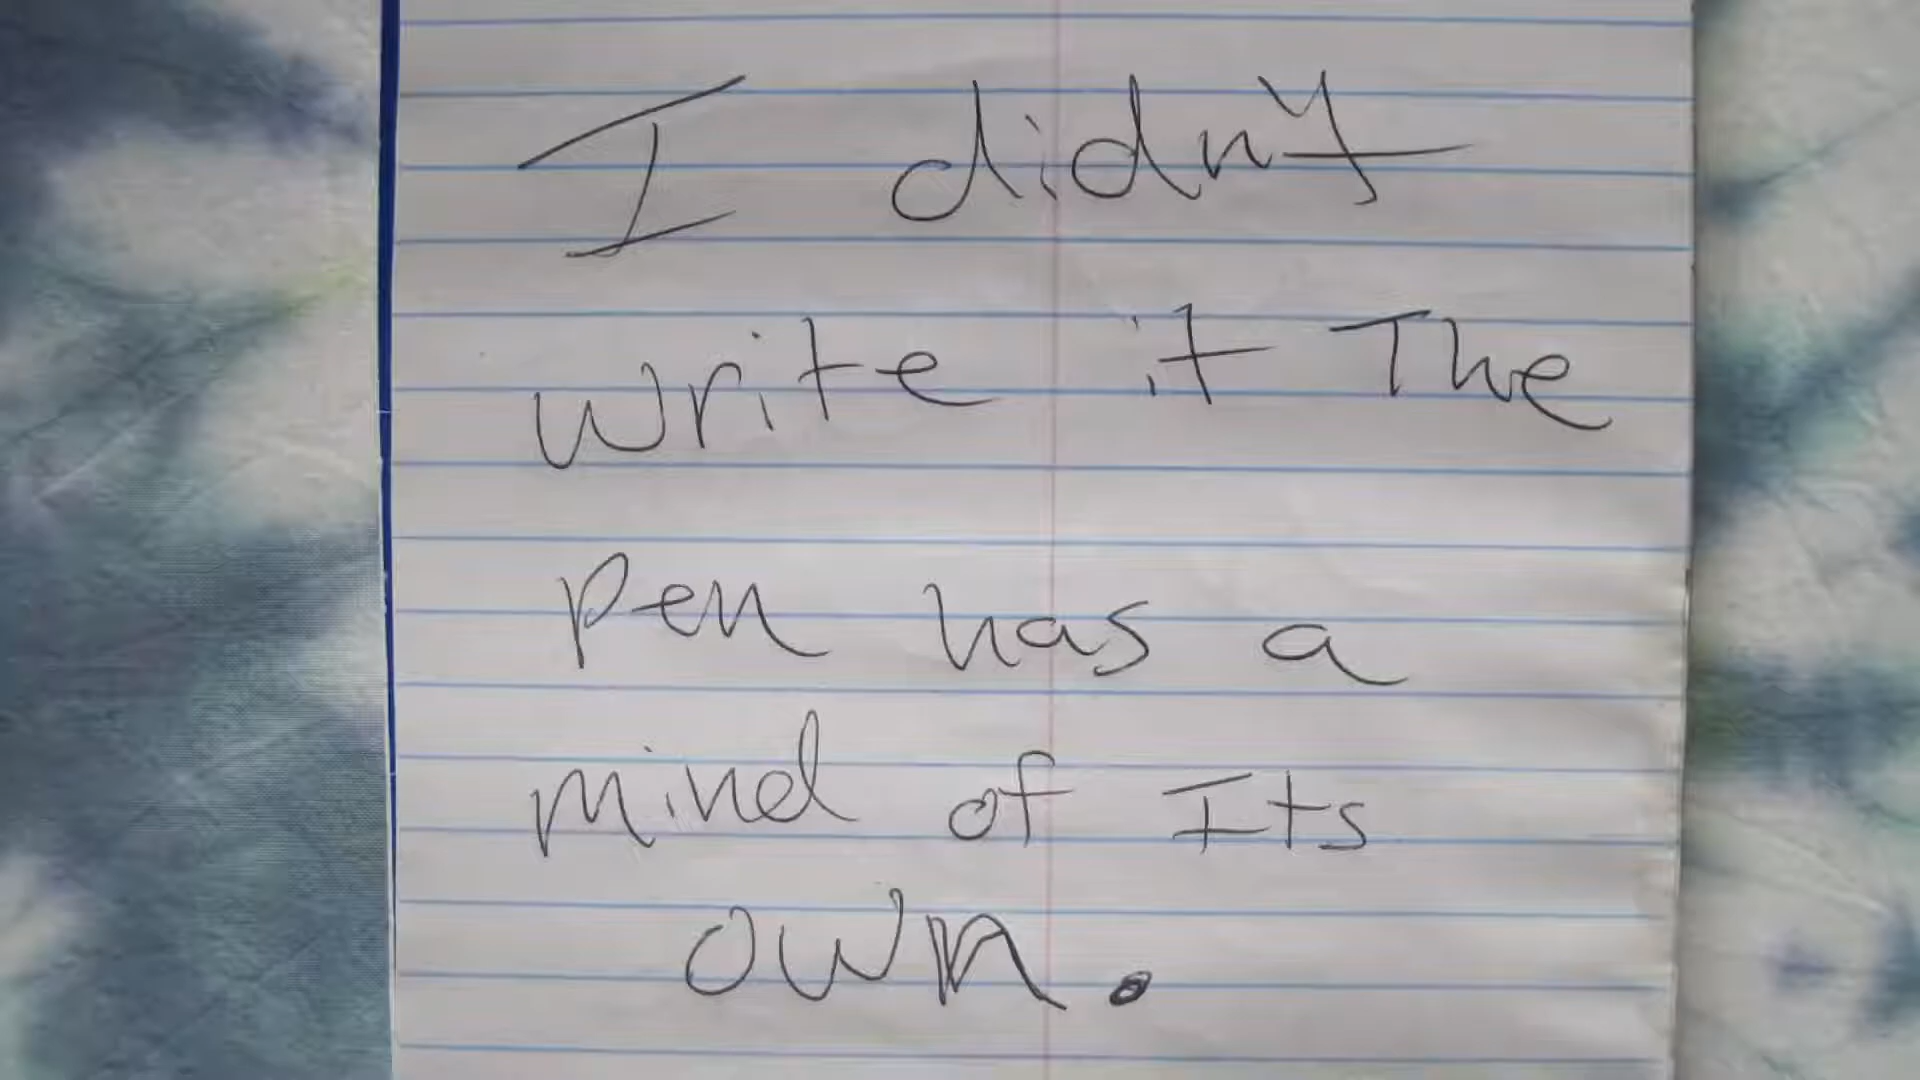 I didn't
write it The
pen has a
mind of Its
own.